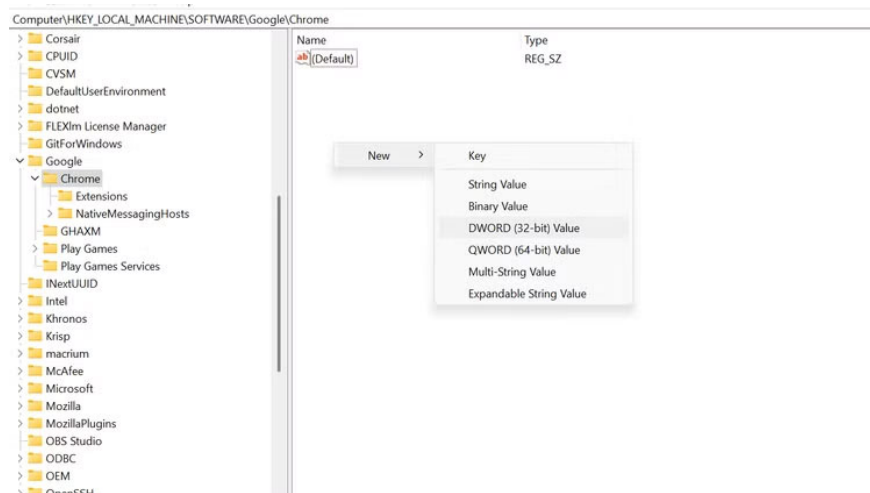 Computer\HKEY_LOCAL_MACHINE\SOFTWARE\Google\Chrome
Corsair
CPUID
CVSM
DefaultUserEnvironment
dotnet
FLEXlm License Manager
GitForWindows
Google
Chrome
Extensions
NativeMessagingHosts
GHAXM
Play Games
Play Games Services
INextUUID
Intel
Khronos
Krisp
macrium
McAfee
Microsoft
Mozilla
MozillaPlugins
OBS Studio
ODBC
OEM
OpenSSH
Name Type
ab (Default) REG_SZ
New
Key
String Value
Binary Value
DWORD (32-bit) Value
QWORD (64-bit) Value
Multi-String Value
Expandable String Value